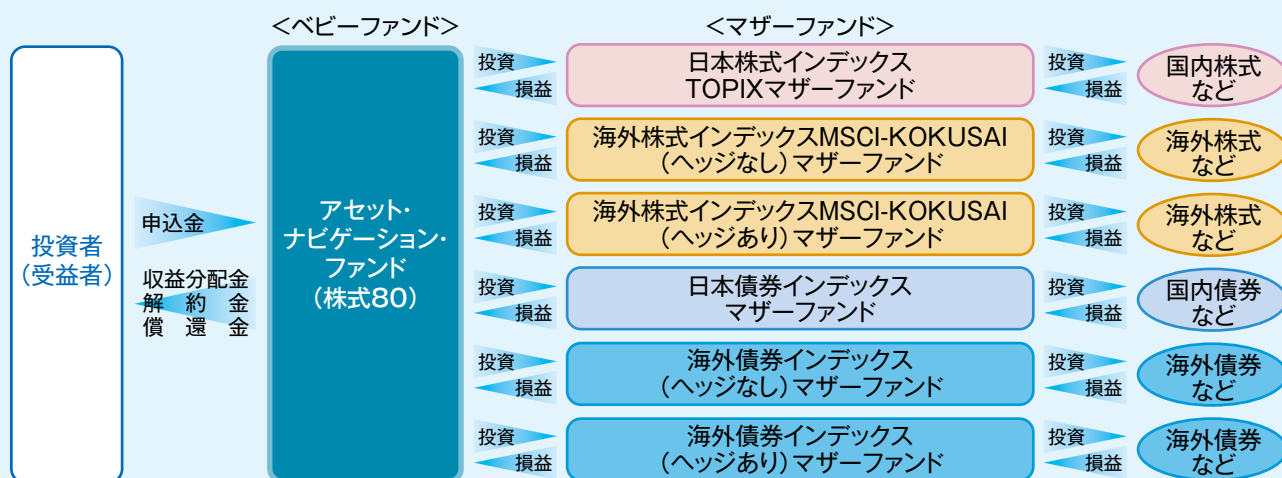 <ベビーファンド>
<マザーファンド>
投資者
(受益者)
申込金
収益分配金
解約金
償還金
アセット・
ナビゲーション・
ファンド
(株式80)
投資
損益
日本株式インデックス
TOPIXマザーファンド
投資
損益
国内株式
など
投資
損益
海外株式インデックスMSCI-KOKUSAI
(ヘッジなし)マザーファンド
投資
損益
海外株式
など
投資
損益
海外株式インデックスMSCI-KOKUSAI
(ヘッジあり)マザーファンド
投資
損益
海外株式
など
投資
損益
日本債券インデックス
マザーファンド
投資
損益
国内債券
など
投資
損益
海外債券インデックス
(ヘッジなし)マザーファンド
投資
損益
海外債券
など
投資
損益
海外債券インデックス
(ヘッジあり)マザーファンド
投資
損益
海外債券
など